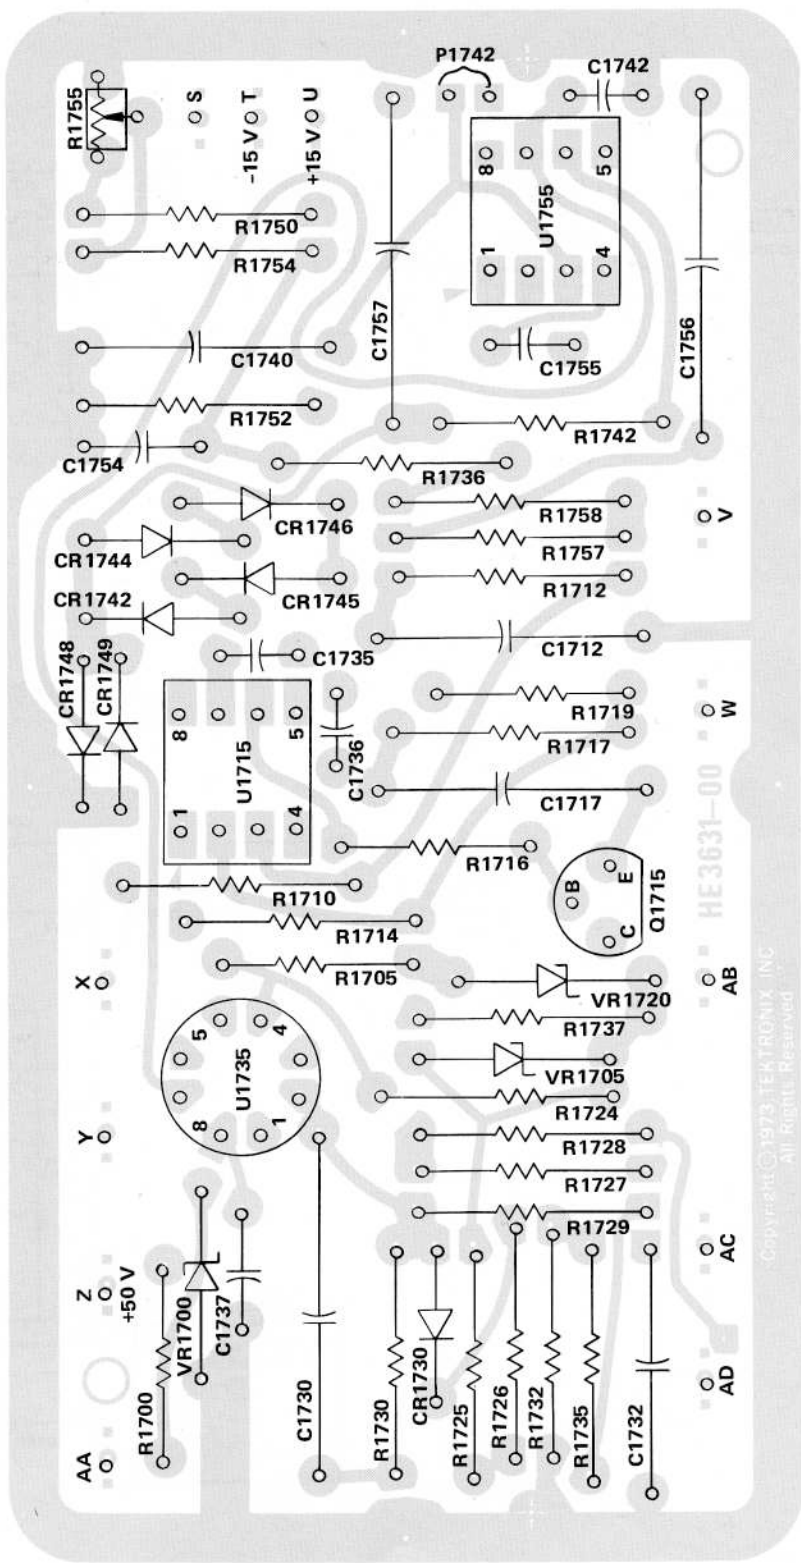 P1742
C1742
R1755
S
-15 V T
+15 V U
8
5
U1755
1
4
R1750
R1754
C1757
C1756
C1740
C1755
R1752
R1742
C1754
R1736
CR1746
R1758
V
CR1744
R1757
CR1745
R1712
CR1742
C1735
C1712
CR1748
CR1749
R1719
W
8
5
U1715
1
4
C1736
R1717
C1717
R1716
HE3631-00
R1710
B
E
C
Q1715
R1714
X
R1705
VR1720
AB
R1737
5
4
U1735
8
1
VR1705
R1724
Y
R1728
R1727
R1729
Z
+50 V
VR1700
C1737
AC
R1700
C1730
R1730
CR1730
R1725
R1726
R1732
R1735
C1732
AD
AA
Copyright © 1973 TEKTRONIX INC
All Rights Reserved